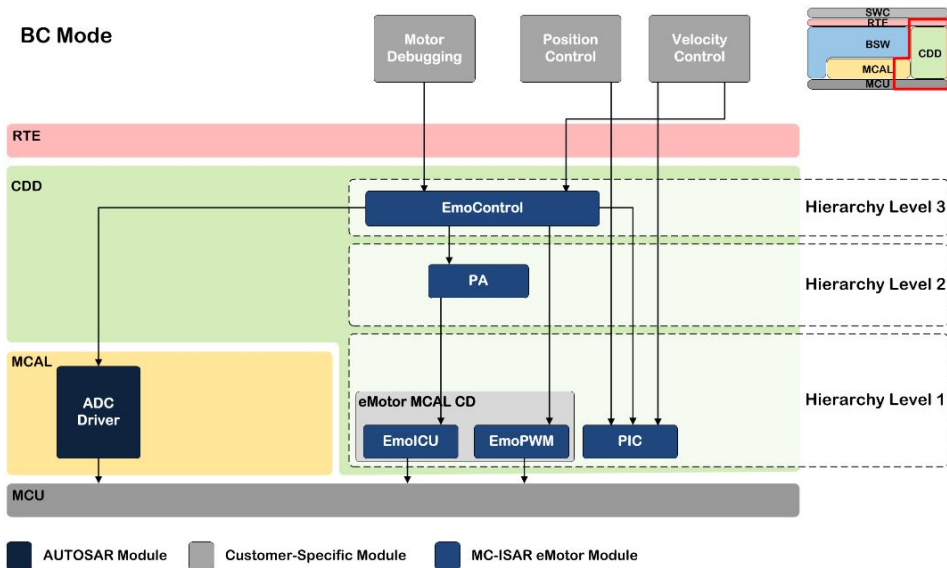 BC Mode
Motor
Debugging
Position
Control
Velocity
Control
SWC
RTE
BSW
CDD
MCAL
MCU
RTE
CDD
EmoControl
Hierarchy Level 3
PA
Hierarchy Level 2
MCAL
ADC
Driver
eMotor MCAL CD
EmoICU
EmoPWM
PIC
Hierarchy Level 1
MCU
AUTOSAR Module
Customer-Specific Module
MC-ISAR eMotor Module